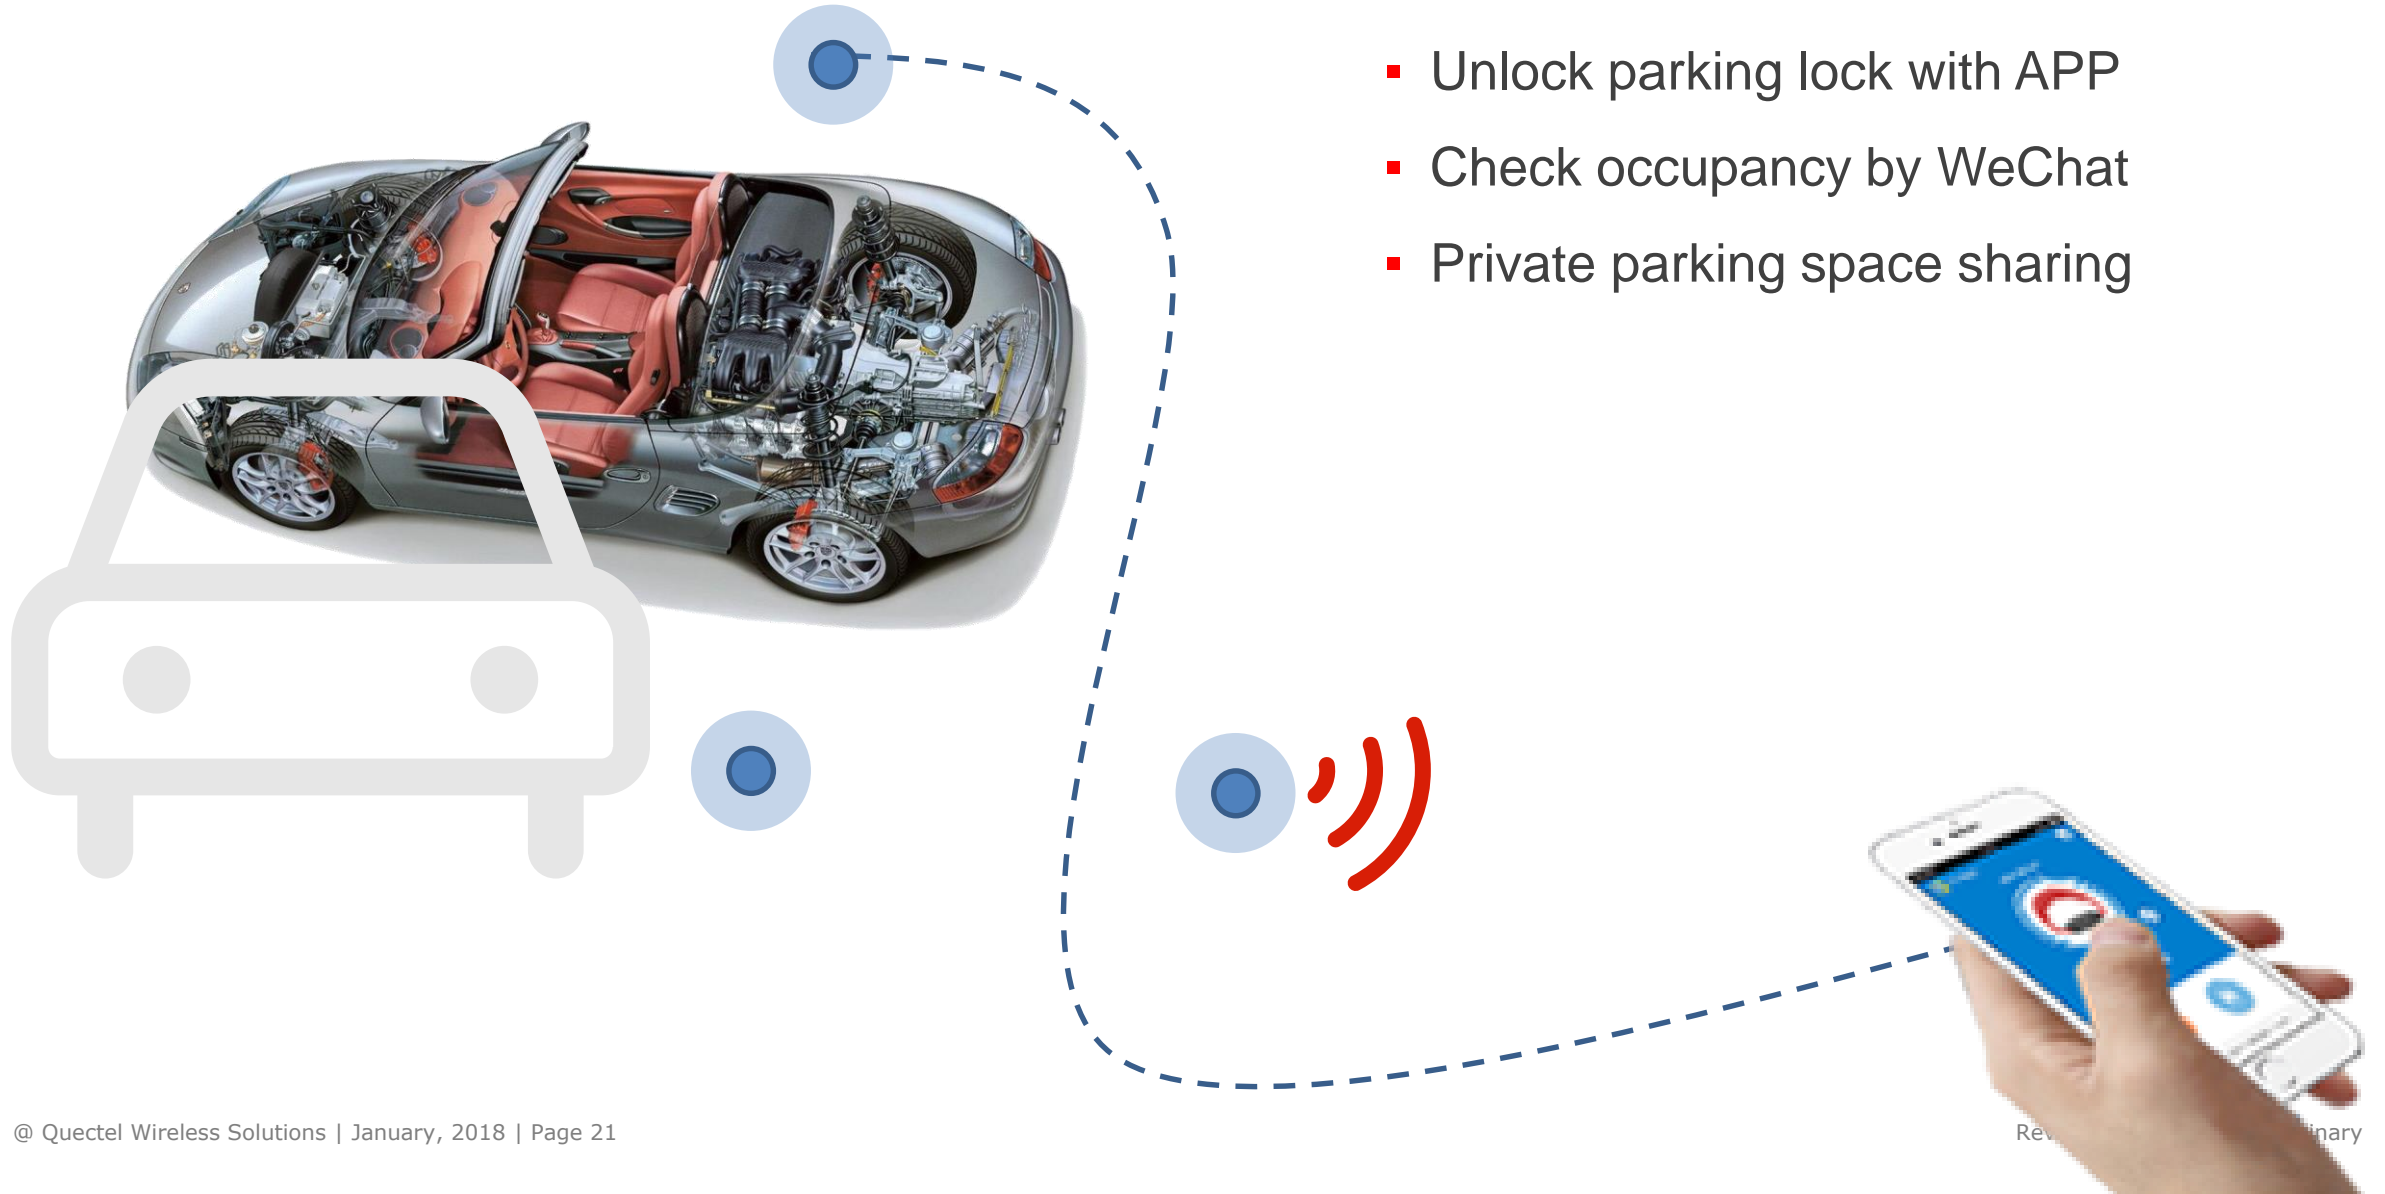 Unlock parking lock with APP
Check occupancy by WeChat
Private parking space sharing
@ Quectel Wireless Solutions | January, 2018 | Page 21